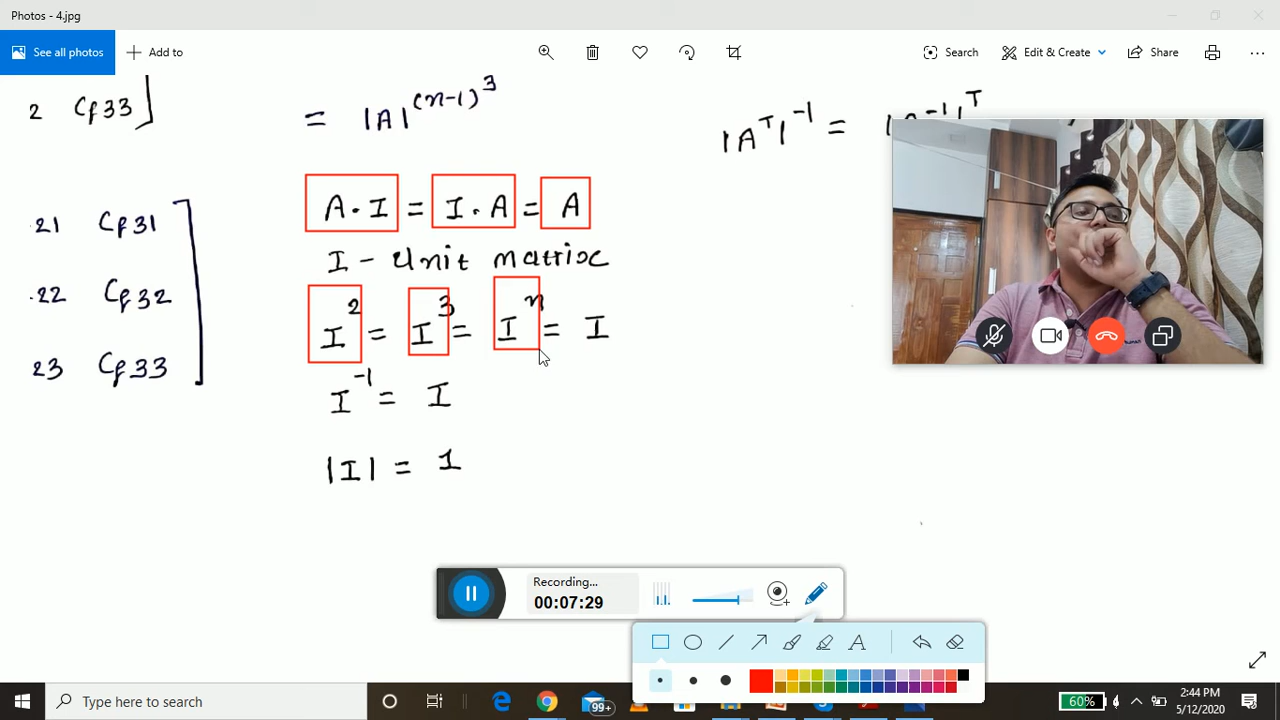 Photos - 4.jpg
See all photos
Add to
Search
Edit & Create
Share
2 Cf33]
= |A|^(n-1)^3
|A^T|^-1 =
A.I = I.A = A
21 Cf31
I - Unit matrix
22 Cf32
I^2 = I^3 = I^n = I
23 Cf33
I^-1 = I
|I| = 1
Recording...
00:07:29
A
Type here to search
99+
60%
2:44 PM
5/12/2020